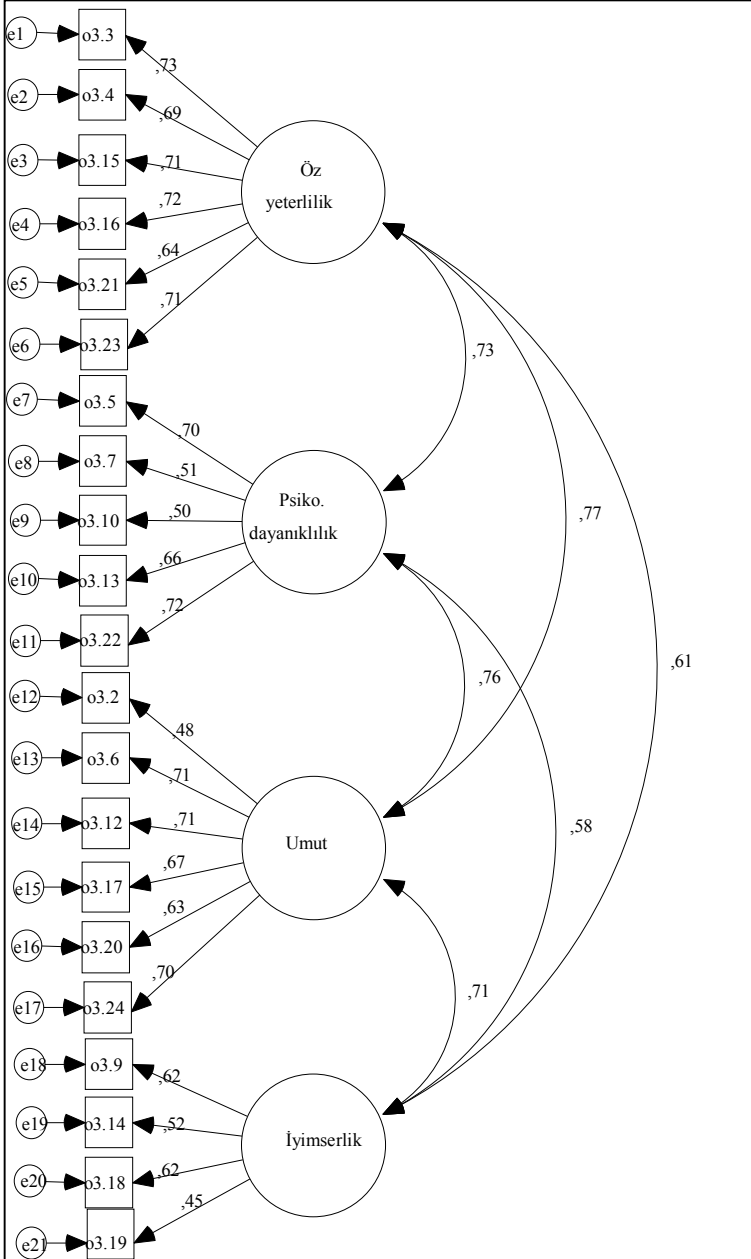 e1 o3.3 ,73
e2 o3.4 ,69
e3 o3.15 ,71
e4 o3.16 ,72
e5 o3.21 ,64
e6 o3.23 ,71
Öz
yeterlilik
e7 o3.5 ,70
e8 o3.7 ,51
e9 o3.10 ,50
e10 o3.13 ,66
e11 o3.22 ,72
Psiko.
dayanıklılık
e12 o3.2 ,48
e13 o3.6 ,71
e14 o3.12 ,71
e15 o3.17 ,67
e16 o3.20 ,63
e17 o3.24 ,70
Umut
e18 o3.9 ,62
e19 o3.14 ,52
e20 o3.18 ,62
e21 o3.19 ,45
İyimserlik
,73
,77
,76
,61
,58
,71